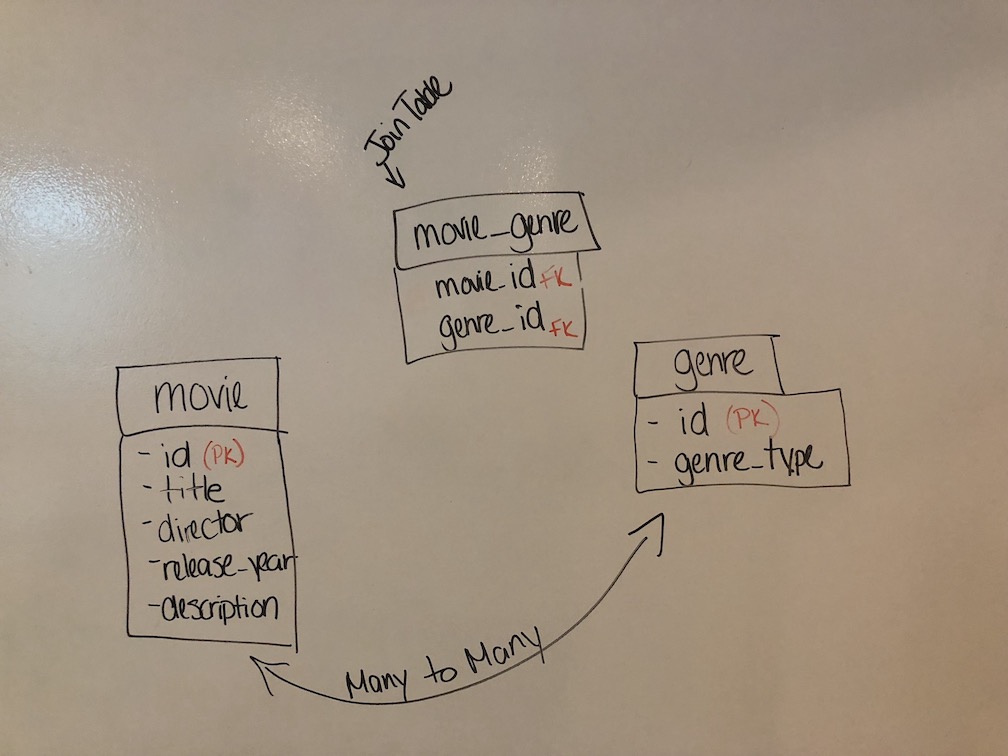 Join Table
movie_genre
movie_id FK
genre_id FK
movie
- id (PK)
- title
- director
- release_year
- description
genre
- id (PK)
- genre_type
Many to Many